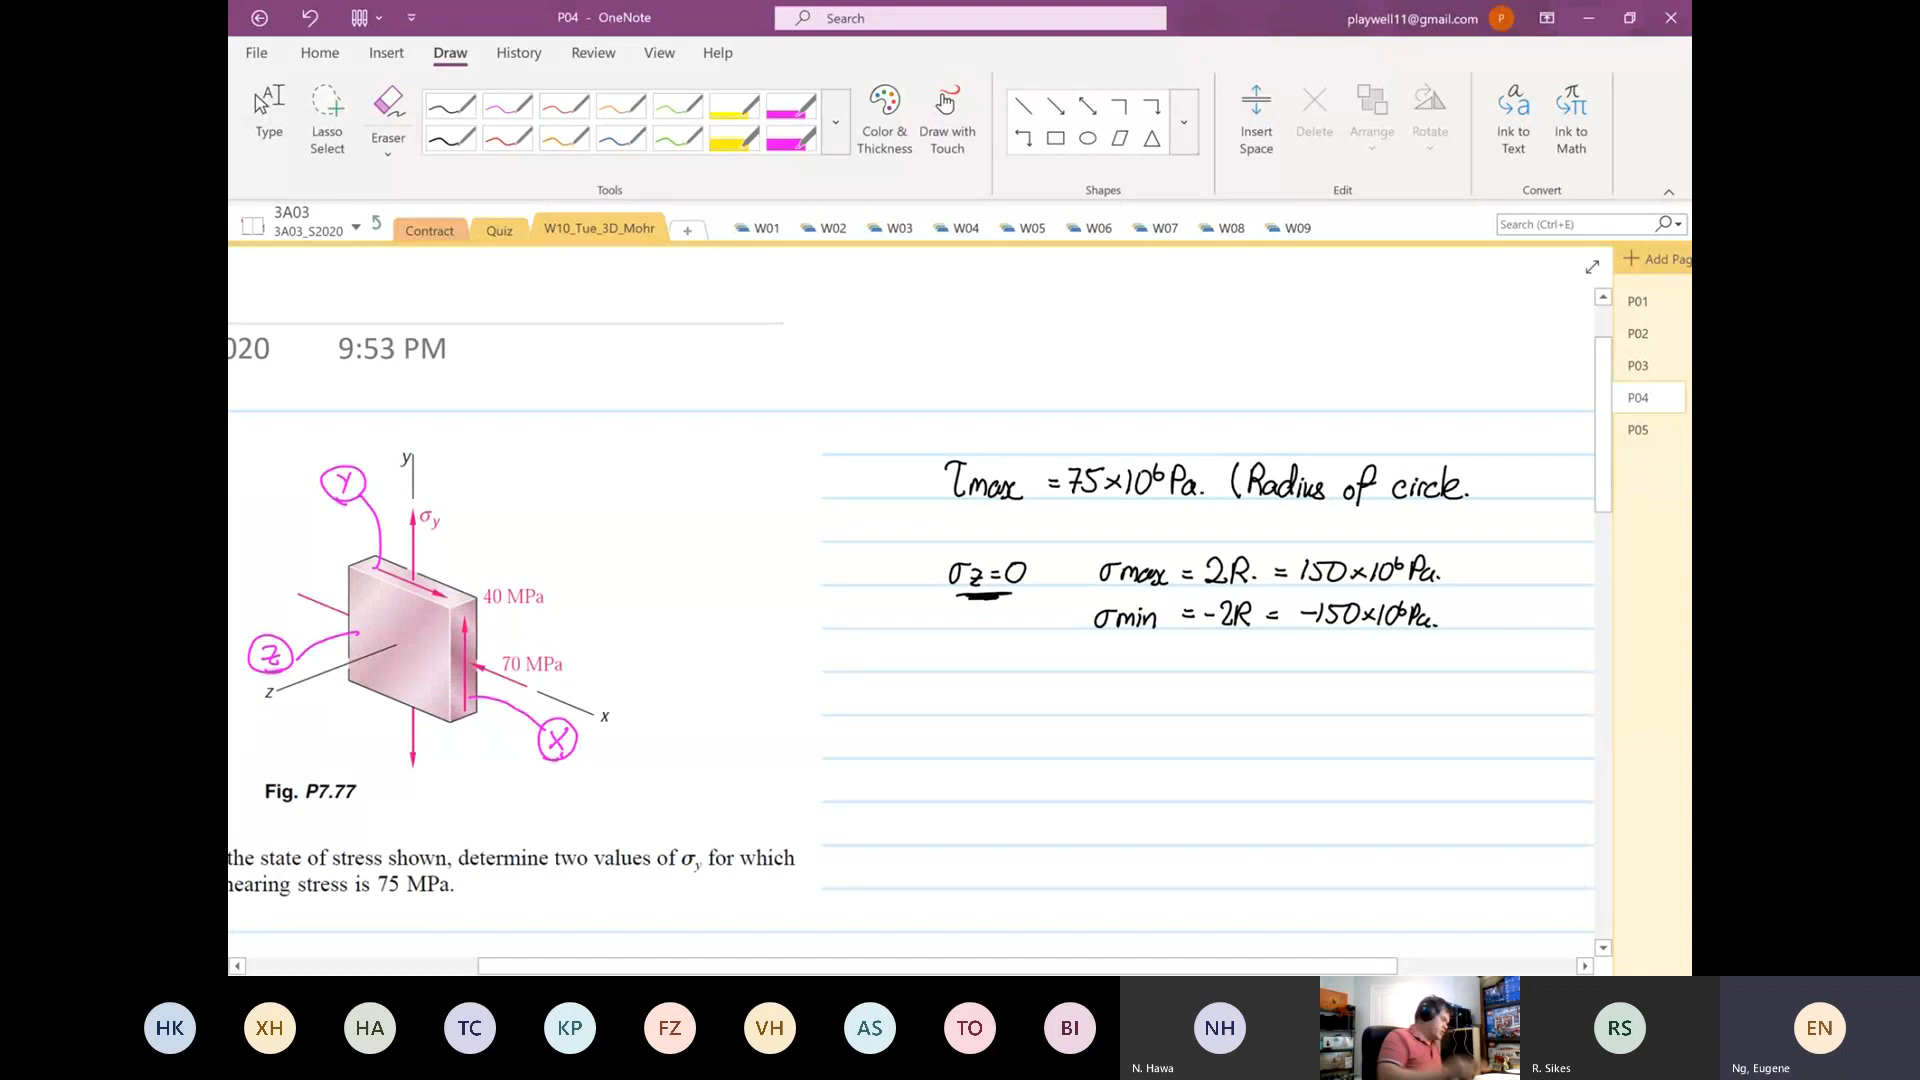 P04 - OneNote
Search
playwell11@gmail.com
P
File Home Insert Draw History Review View Help
Type
Lasso Select
Eraser
Color & Thickness
Draw with Touch
Insert Space
Delete
Arrange
Rotate
Ink to Text
Ink to Math
Tools Shapes Edit Convert
3A03
3A03_S2020
Contract Quiz W10_Tue_3D_Mohr + W01 W02 W03 W04 W05 W06 W07 W08 W09
Search (Ctrl+E)
Add Pag
P01
P02
P03
P04
P05
020 9:53 PM
y
Y
σy
40 MPa
70 MPa
Z
z
x
X
Fig. P7.77
the state of stress shown, determine two values of σy for which
hearing stress is 75 MPa.
τmax = 75×10⁶ Pa. (Radius of circle.
σz=0 σmax = 2R. = 150×10⁶ Pa.
σmin = -2R = -150×10⁶ Pa.
HK XH HA TC KP FZ VH AS TO BI NH RS EN
N. Hawa R. Sikes Ng, Eugene